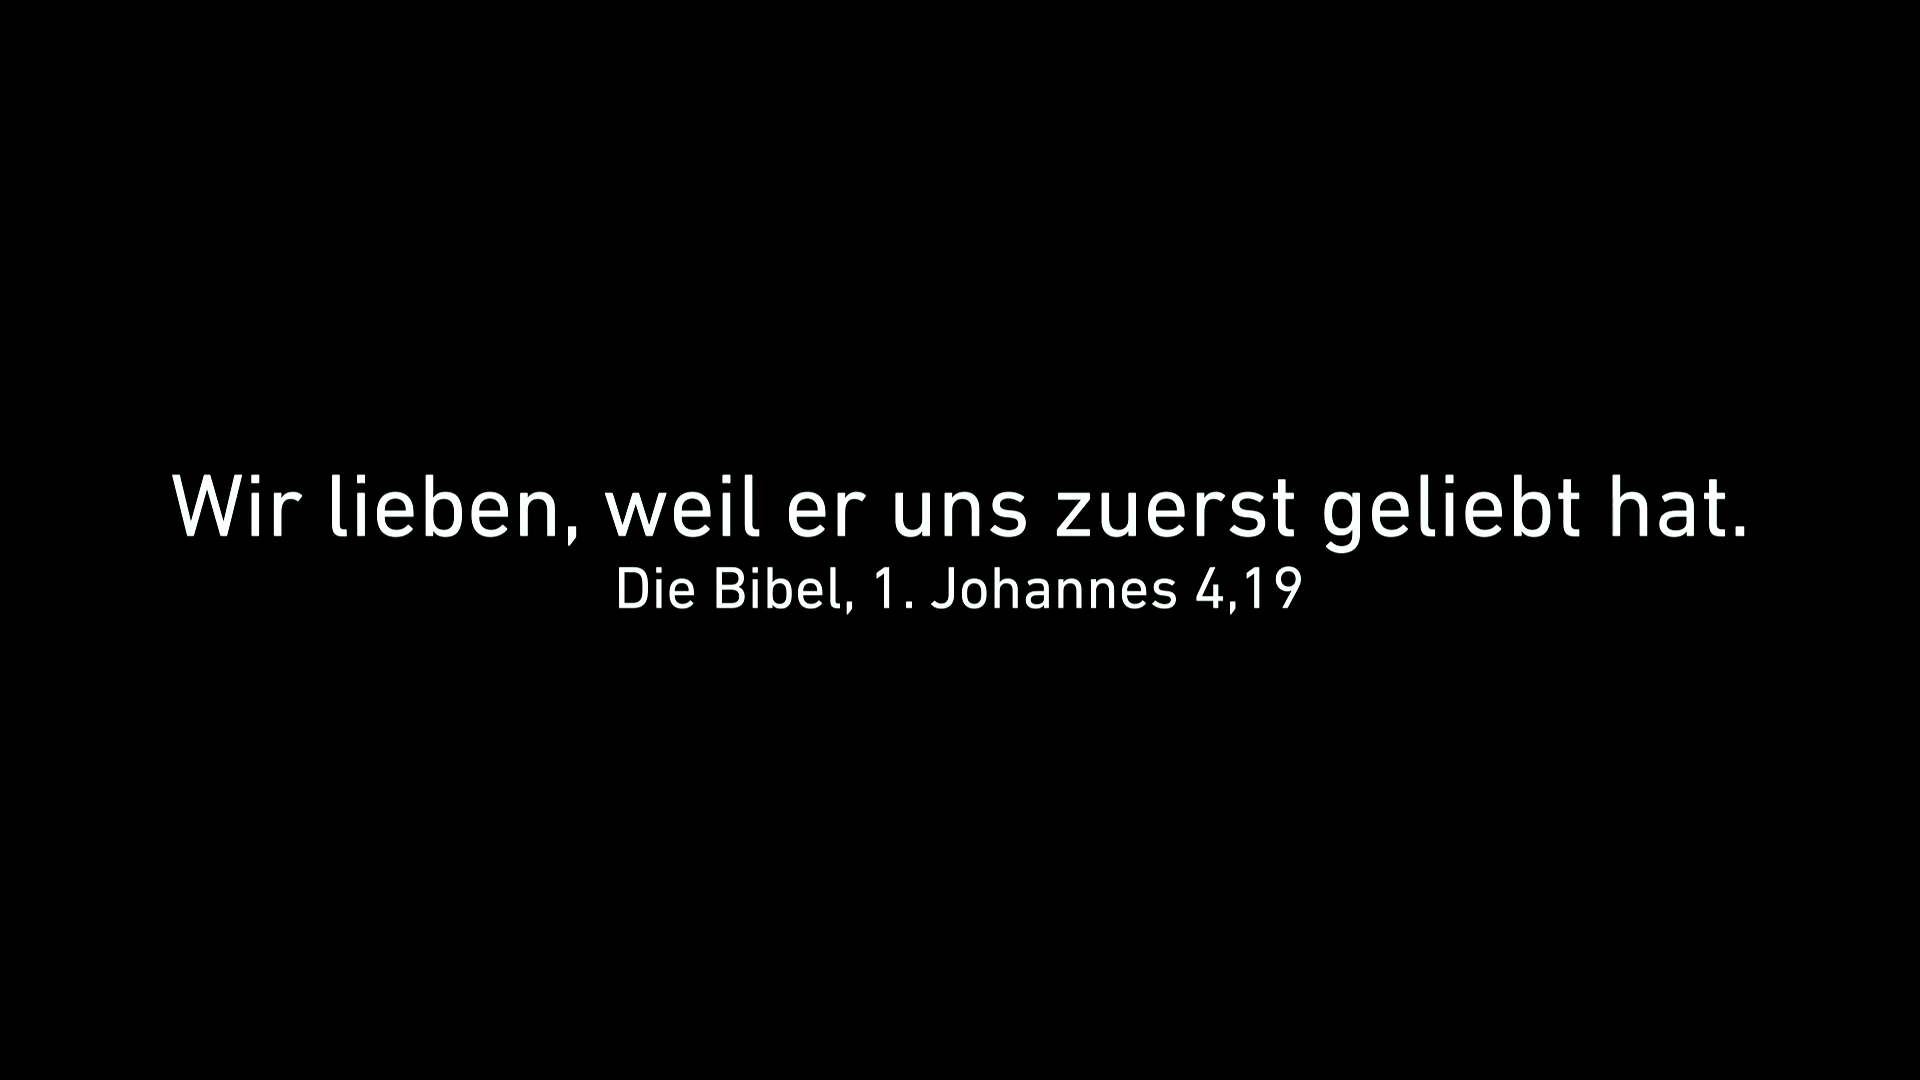 Wir lieben, weil er uns zuerst geliebt hat.
Die Bibel, 1. Johannes 4,19